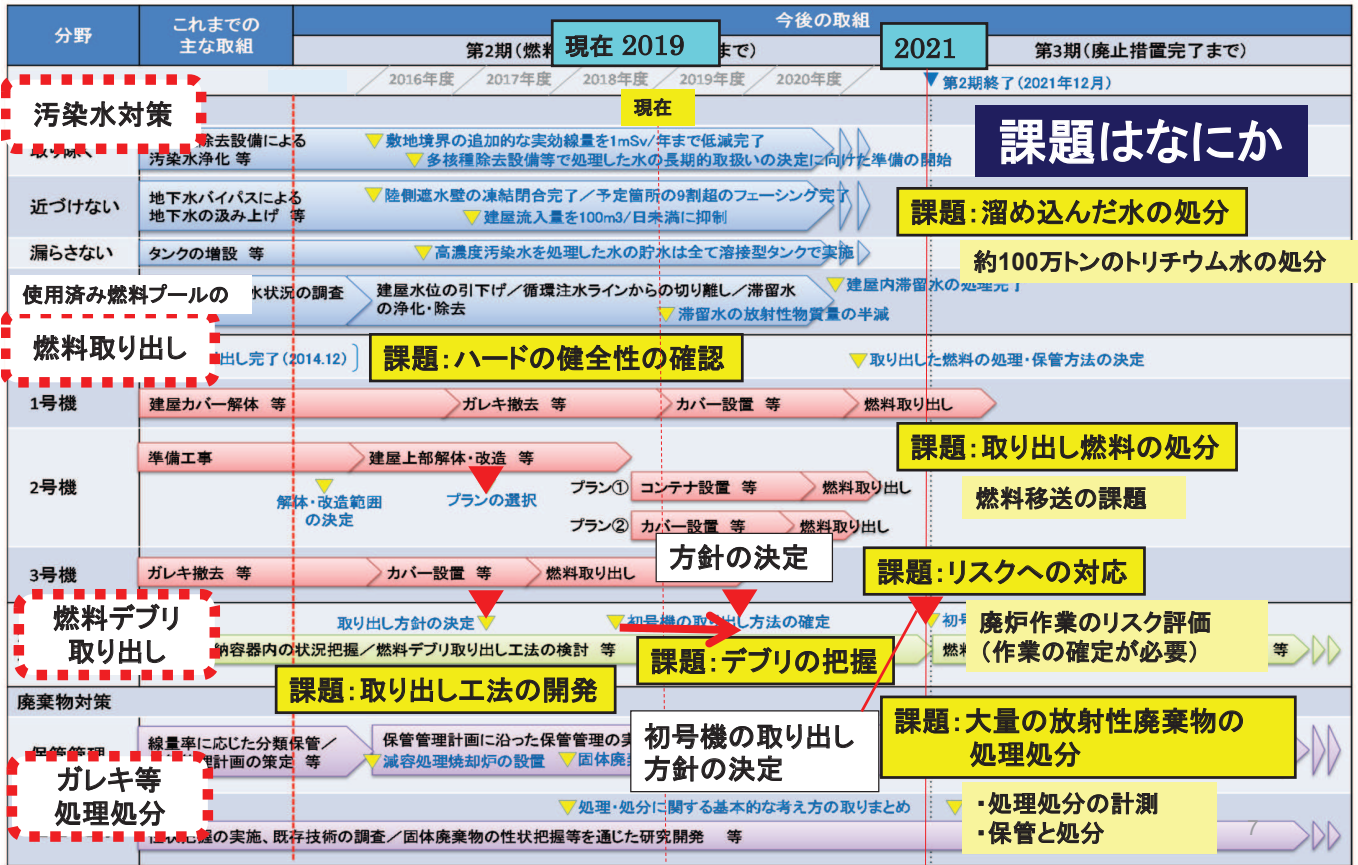 分野
これまでの
主な取組
今後の取組
第2期(燃料
現在 2019
まで)
2021
第3期(廃止措置完了まで)
2016年度
2017年度
2018年度
2019年度
2020年度
第2期終了(2021年12月)
現在
汚染水対策
課題はなにか
取り除く
除去設備による
汚染水浄化 等
敷地境界の追加的な実効線量を1mSv/年まで低減完了
多核種除去設備等で処理した水の長期的取扱いの決定に向けた準備の開始
近づけない
地下水バイパスによる
地下水の汲み上げ 等
陸側遮水壁の凍結閉合完了/予定箇所の9割超のフェーシング完了
建屋流入量を100m3/日未満に抑制
課題:溜め込んだ水の処分
約100万トンのトリチウム水の処分
漏らさない
タンクの増設 等
高濃度汚染水を処理した水の貯水は全て溶接型タンクで実施
水状況の調査
建屋水位の引下げ/循環注水ラインからの切り離し/滞留水
の浄化・除去
建屋内滞留水の処理完了
滞留水の放射性物質量の半減
使用済み燃料プールの
燃料取り出し
出し完了(2014.12)
課題:ハードの健全性の確認
取り出した燃料の処理・保管方法の決定
1号機
建屋カバー解体 等
ガレキ撤去 等
カバー設置 等
燃料取り出し
課題:取り出し燃料の処分
燃料移送の課題
2号機
準備工事
建屋上部解体・改造 等
解体・改造範囲
の決定
プランの選択
プラン①
コンテナ設置 等
燃料取り出し
プラン②
カバー設置 等
燃料取り出し
方針の決定
3号機
ガレキ撤去 等
カバー設置 等
燃料取り出し
課題:リスクへの対応
廃炉作業のリスク評価
(作業の確定が必要)
燃料デブリ
取り出し
取り出し方針の決定
初号機の取り出し方法の確定
初号
納容器内の状況把握/燃料デブリ取り出し工法の検討 等
燃料
等
課題:デブリの把握
課題:取り出し工法の開発
初号機の取り出し
方針の決定
廃棄物対策
課題:大量の放射性廃棄物の
処理処分
・処理処分の計測
・保管と処分
保管管理
線量率に応じた分類保管/
理計画の策定 等
保管管理計画に沿った保管管理の実
減容処理焼却炉の設置
固体廃
ガレキ等
処理処分
処理・処分に関する基本的な考え方の取りまとめ
性状把握の実施、既存技術の調査/固体廃棄物の性状把握等を通じた研究開発 等
7